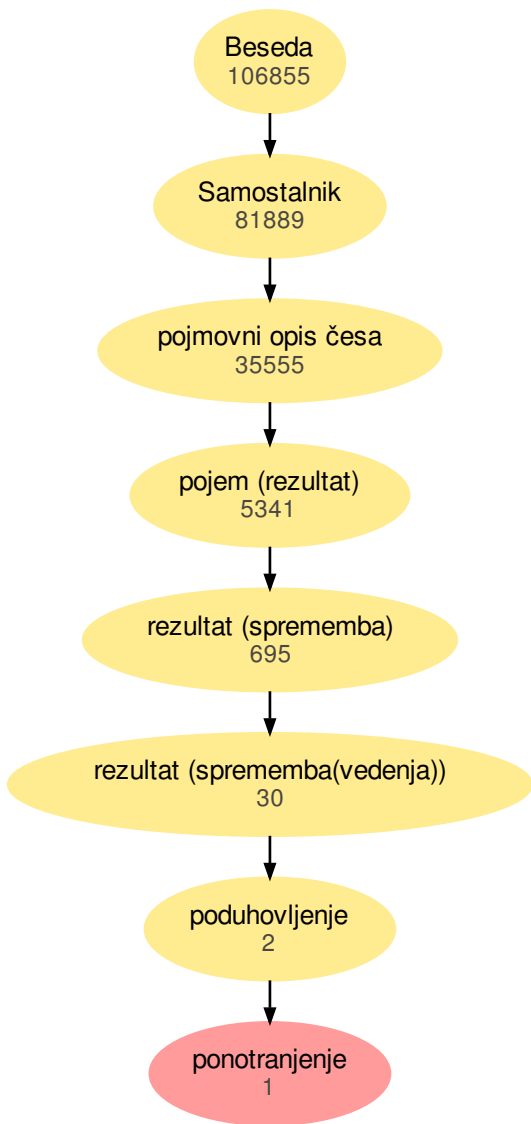 Beseda
106855
Samostalnik
81889
pojmovni opis česa
35555
pojem (rezultat)
5341
rezultat (sprememba)
695
rezultat (sprememba(vedenja))
30
poduhovljenje
2
ponotranjenje
1